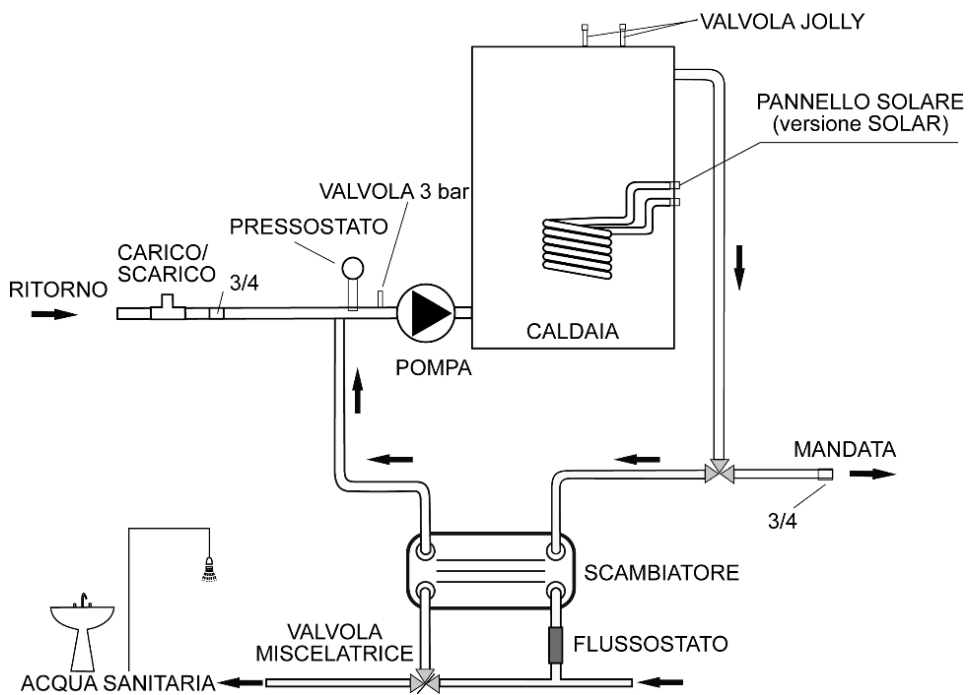 VALVOLA JOLLY
PANNELLO SOLARE
(versione SOLAR)
VALVOLA 3 bar
PRESSOSTATO
CARICO/
SCARICO
3/4
RITORNO
CALDAIA
POMPA
MANDATA
3/4
SCAMBIATORE
FLUSSOSTATO
VALVOLA
MISCELATRICE
ACQUA SANITARIA